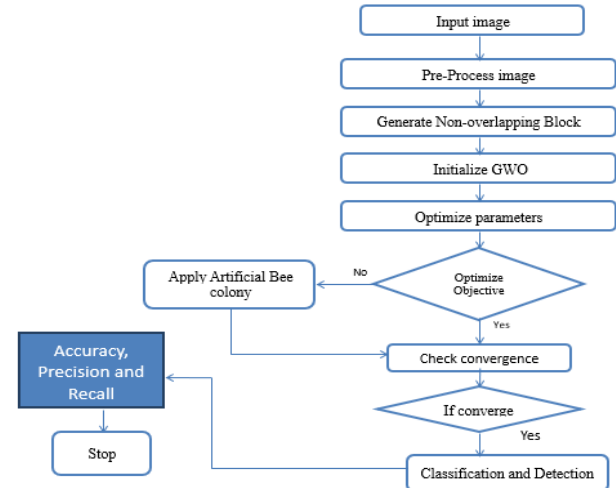 Input image
Pre-Process image
Generate Non-overlapping Block
Initialize GWO
Optimize parameters
Optimize
Objective
No
Apply Artificial Bee
colony
Yes
Check convergence
If converge
Yes
Classification and Detection
Accuracy,
Precision and
Recall
Stop